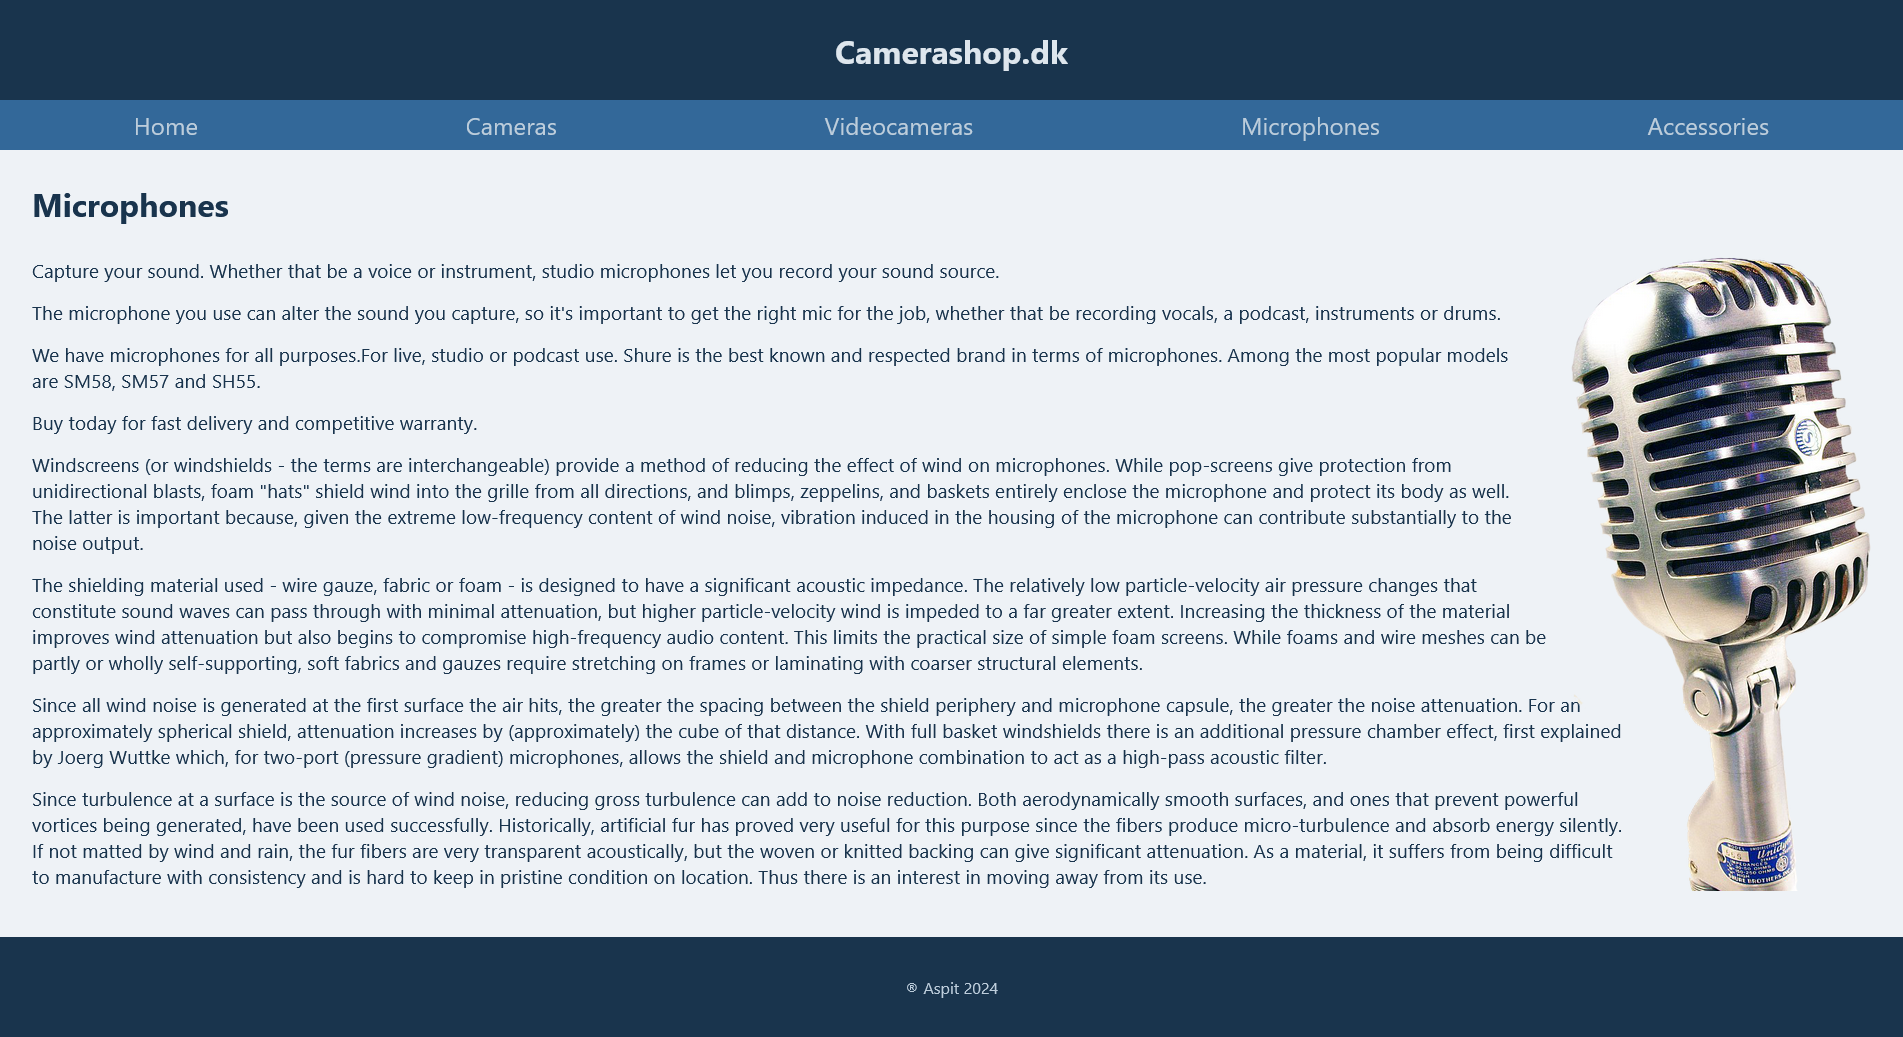 Camerashop.dk
Home
Cameras
Videocameras
Microphones
Accessories
Microphones
Capture your sound. Whether that be a voice or instrument, studio microphones let you record your sound source.
The microphone you use can alter the sound you capture, so it's important to get the right mic for the job, whether that be recording vocals, a podcast, instruments or drums.
We have microphones for all purposes.For live, studio or podcast use. Shure is the best known and respected brand in terms of microphones. Among the most popular models
are SM58, SM57 and SH55.
Buy today for fast delivery and competitive warranty.
Windscreens (or windshields - the terms are interchangeable) provide a method of reducing the effect of wind on microphones. While pop-screens give protection from
unidirectional blasts, foam "hats" shield wind into the grille from all directions, and blimps, zeppelins, and baskets entirely enclose the microphone and protect its body as well.
The latter is important because, given the extreme low-frequency content of wind noise, vibration induced in the housing of the microphone can contribute substantially to the
noise output.
The shielding material used - wire gauze, fabric or foam - is designed to have a significant acoustic impedance. The relatively low particle-velocity air pressure changes that
constitute sound waves can pass through with minimal attenuation, but higher particle-velocity wind is impeded to a far greater extent. Increasing the thickness of the material
improves wind attenuation but also begins to compromise high-frequency audio content. This limits the practical size of simple foam screens. While foams and wire meshes can be
partly or wholly self-supporting, soft fabrics and gauzes require stretching on frames or laminating with coarser structural elements.
Since all wind noise is generated at the first surface the air hits, the greater the spacing between the shield periphery and microphone capsule, the greater the noise attenuation. For an
approximately spherical shield, attenuation increases by (approximately) the cube of that distance. With full basket windshields there is an additional pressure chamber effect, first explained
by Joerg Wuttke which, for two-port (pressure gradient) microphones, allows the shield and microphone combination to act as a high-pass acoustic filter.
Since turbulence at a surface is the source of wind noise, reducing gross turbulence can add to noise reduction. Both aerodynamically smooth surfaces, and ones that prevent powerful
vortices being generated, have been used successfully. Historically, artificial fur has proved very useful for this purpose since the fibers produce micro-turbulence and absorb energy silently.
If not matted by wind and rain, the fur fibers are very transparent acoustically, but the woven or knitted backing can give significant attenuation. As a material, it suffers from being difficult
to manufacture with consistency and is hard to keep in pristine condition on location. Thus there is an interest in moving away from its use.
® Aspit 2024